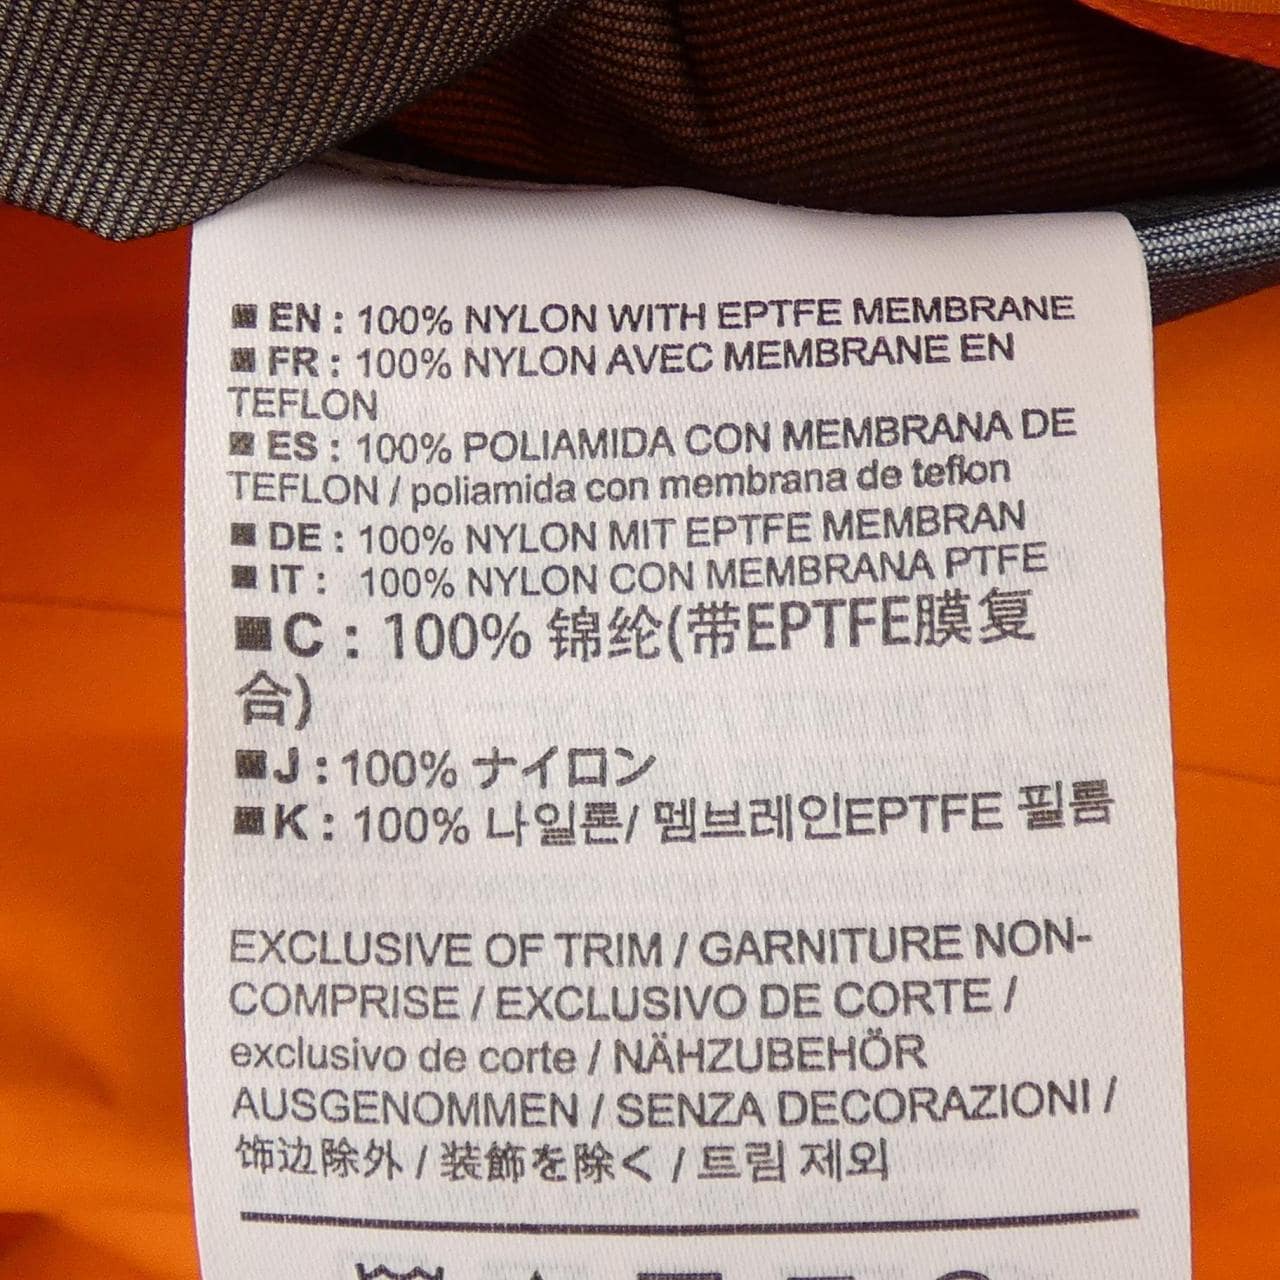 ■ EN : 100% NYLON WITH EPTFE MEMBRANE
■ FR : 100% NYLON AVEC MEMBRANE EN
TEFLON
■ ES : 100% POLIAMIDA CON MEMBRANA DE
TEFLON / poliamida con membrana de teflon
■ DE : 100% NYLON MIT EPTFE MEMBRAN
■ IT : 100% NYLON CON MEMBRANA PTFE
■ C : 100% 锦纶(带EPTFE膜复
合)
■ J : 100% ナイロン
■ K : 100% 나일론/ 멤브레인EPTFE 필름
EXCLUSIVE OF TRIM / GARNITURE NON-
COMPRISE / EXCLUSIVO DE CORTE /
exclusivo de corte / NÄHZUBEHÖR
AUSGENOMMEN / SENZA DECORAZIONI /
饰边除外 / 装飾を除く / 트림 제외